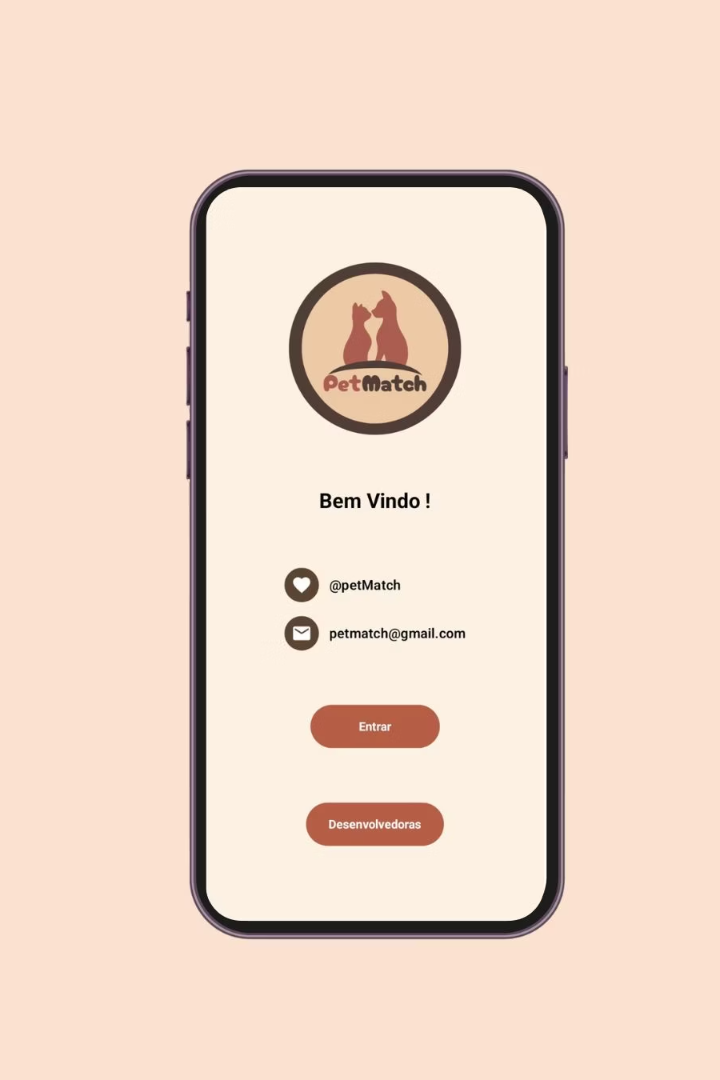 PetMatch
Bem Vindo !
@petMatch
petmatch@gmail.com
Entrar
Desenvolvedoras